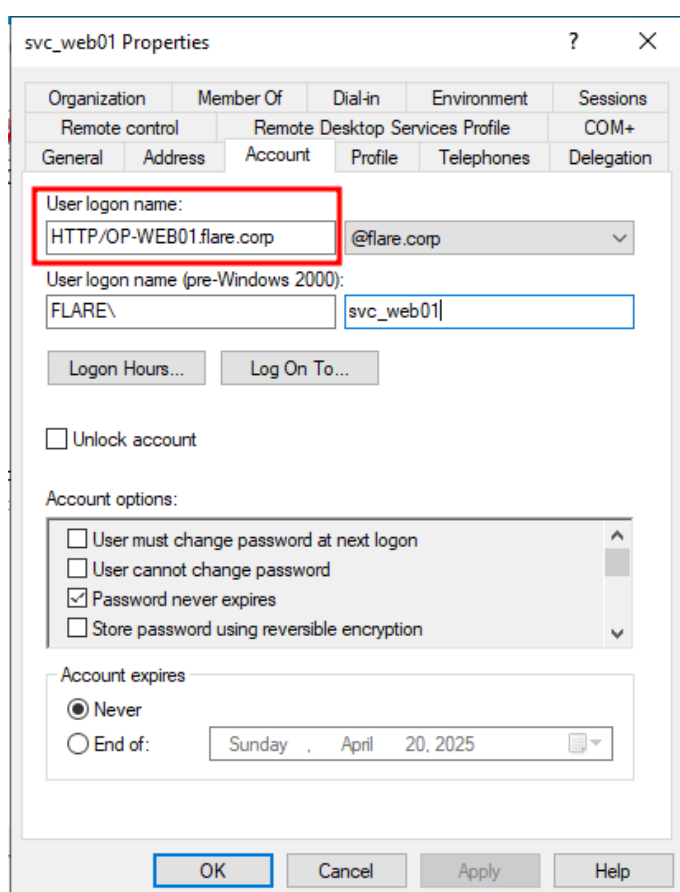 svc_web01 Properties ?
Organization Member Of Dial-in Environment Sessions
Remote control Remote Desktop Services Profile COM+
General Address Account Profile Telephones Delegation
User logon name:
HTTP/OP-WEB01.flare.corp @flare.corp
User logon name (pre-Windows 2000):
FLARE\ svc_web01
Logon Hours... Log On To...
Unlock account
Account options:
User must change password at next logon
User cannot change password
Password never expires
Store password using reversible encryption
Account expires
Never
End of: Sunday , April 20, 2025
OK Cancel Apply Help